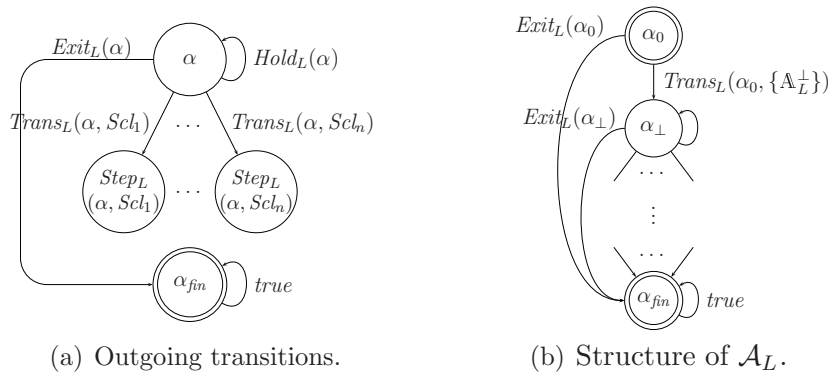 Exit_L(α)
α
Hold_L(α)
Trans_L(α, Scl_1)
. . .
Trans_L(α, Scl_n)
Step_L
(α, Scl_1)
. . .
Step_L
(α, Scl_n)
α_fin
true
(a) Outgoing transitions.
Exit_L(α_0)
α_0
Trans_L(α_0, {𝔸_L^⊥})
Exit_L(α_⊥)
α_⊥
. . .
⋮
. . .
α_fin
true
(b) Structure of 𝒜_L.